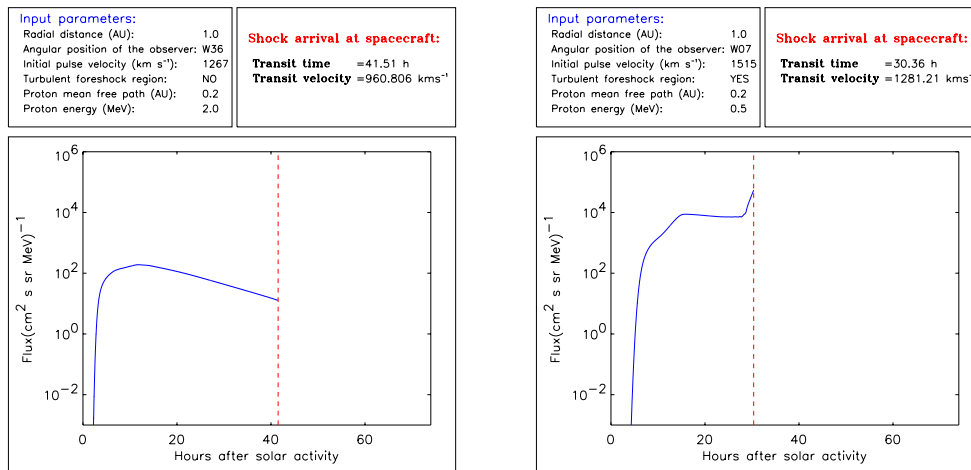 Input parameters:
Radial distance (AU): 1.0
Angular position of the observer: W36
Initial pulse velocity (km s⁻¹): 1267
Turbulent foreshock region: NO
Proton mean free path (AU): 0.2
Proton energy (MeV): 2.0
Shock arrival at spacecraft:
Transit time =41.51 h
Transit velocity =960.806 kms⁻¹
10⁶
10⁴
10²
10⁰
10⁻²
Flux(cm² s sr MeV)⁻¹
0 20 40 60
Hours after solar activity
Input parameters:
Radial distance (AU): 1.0
Angular position of the observer: W07
Initial pulse velocity (km s⁻¹): 1515
Turbulent foreshock region: YES
Proton mean free path (AU): 0.2
Proton energy (MeV): 0.5
Shock arrival at spacecraft:
Transit time =30.36 h
Transit velocity =1281.21 kms⁻¹
10⁶
10⁴
10²
10⁰
10⁻²
Flux(cm² s sr MeV)⁻¹
0 20 40 60
Hours after solar activity